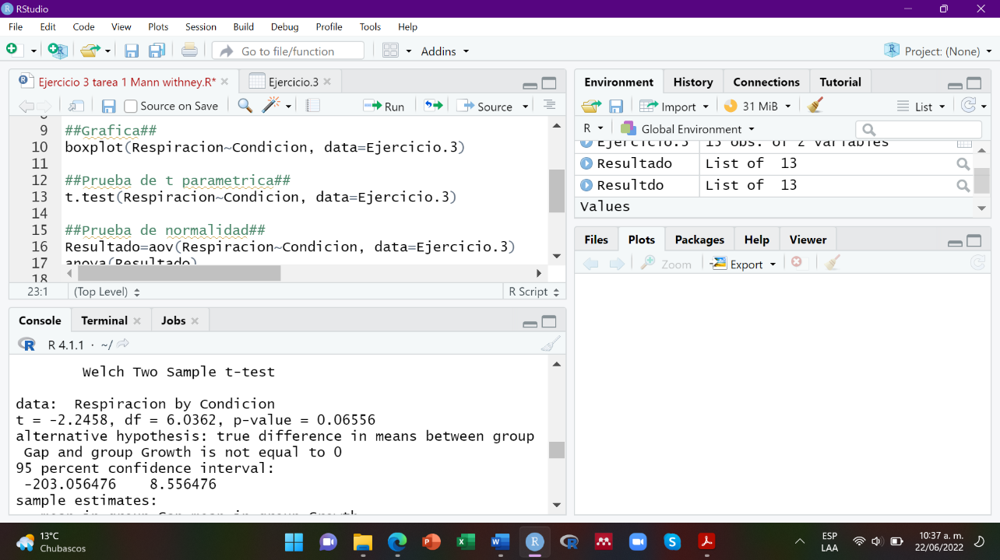 RStudio
File Edit Code View Plots Session Build Debug Profile Tools Help
Go to file/function Addins Project: (None)
Ejercicio 3 tarea 1 Mann withney.R* Ejercicio.3
Source on Save Run Source
9 ##Grafica##
10 boxplot(Respiracion~Condicion, data=Ejercicio.3)
11
12 ##Prueba de t parametrica##
13 t.test(Respiracion~Condicion, data=Ejercicio.3)
14
15 ##Prueba de normalidad##
16 Resultado=aov(Respiracion~Condicion, data=Ejercicio.3)
17 anova(Resultado)
18
23:1 (Top Level) R Script
Console Terminal Jobs
R 4.1.1 · ~/
Welch Two Sample t-test
data:  Respiracion by Condicion
t = -2.2458, df = 6.0362, p-value = 0.06556
alternative hypothesis: true difference in means between group
Gap and group Growth is not equal to 0
95 percent confidence interval:
-203.056476 8.556476
sample estimates:
mean in group Gap mean in group Growth
Environment History Connections Tutorial
Import 31 MiB List
R Global Environment
Ejercicio.3 13 obs. of 2 variables
Resultado List of 13
Resultdo List of 13
Values
Files Plots Packages Help Viewer
Zoom Export
13°C
Chubascos
ESP
LAA
10:37 a. m.
22/06/2022